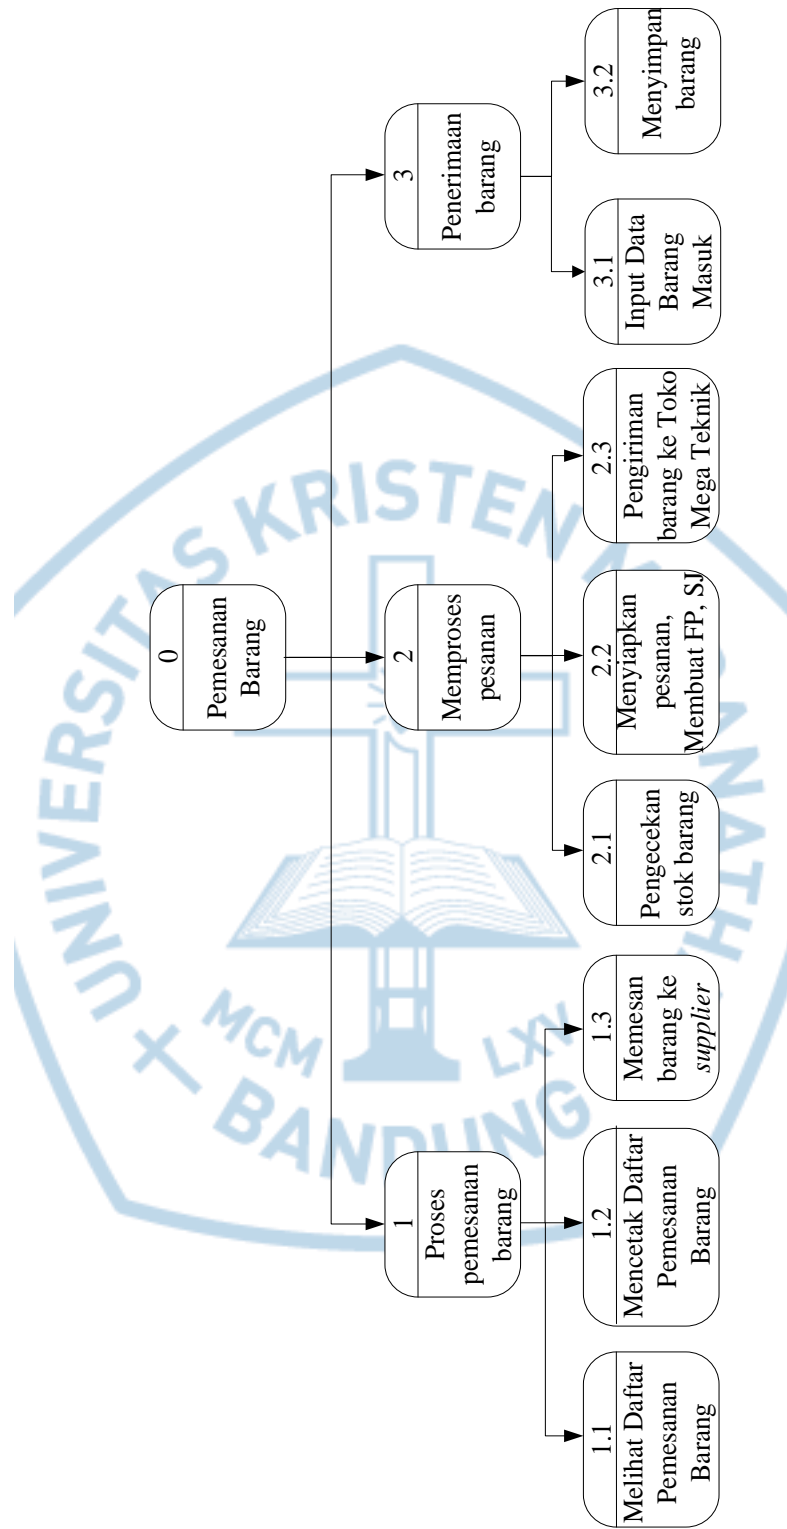 0
Pemesanan
Barang
1
Proses
pemesanan
barang
2
Memproses
pesanan
3
Penerimaan
barang
1.1
Melihat Daftar
Pemesanan
Barang
1.2
Mencetak Daftar
Pemesanan
Barang
1.3
Memesan
barang ke
supplier
2.1
Pengecekan
stok barang
2.2
Menyiapkan
pesanan,
Membuat FP, SJ
2.3
Pengiriman
barang ke Toko
Mega Teknik
3.1
Input Data
Barang
Masuk
3.2
Menyimpan
barang
UNIVERSITAS KRISTEN
MCM LXV
BANDUNG